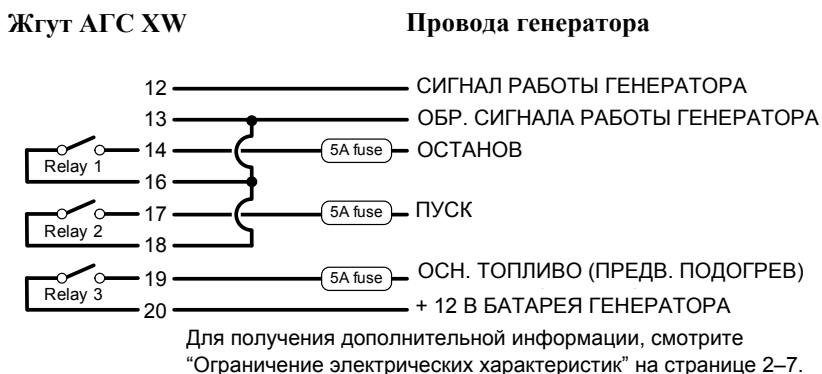 Жгут АГС XW Провода генератора
12 СИГНАЛ РАБОТЫ ГЕНЕРАТОРА
13 ОБР. СИГНАЛА РАБОТЫ ГЕНЕРАТОРА
14 5A fuse ОСТАНОВ
Relay 1
16
17 5A fuse ПУСК
Relay 2
18
19 5A fuse ОСН. ТОПЛИВО (ПРЕДВ. ПОДОГРЕВ)
Relay 3
20 + 12 В БАТАРЕЯ ГЕНЕРАТОРА
Для получения дополнительной информации, смотрите
“Ограничение электрических характеристик” на странице 2–7.